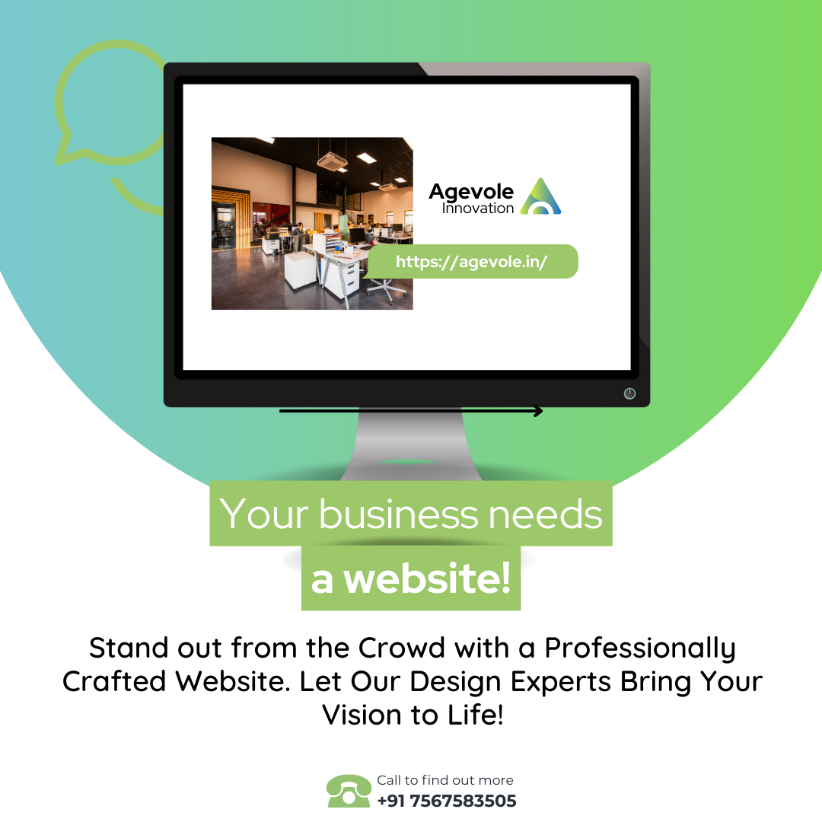 Agevole
Innovation
https://agevole.in/
Your business needs
a website!
Stand out from the Crowd with a Professionally
Crafted Website. Let Our Design Experts Bring Your
Vision to Life!
Call to find out more
+91 7567583505